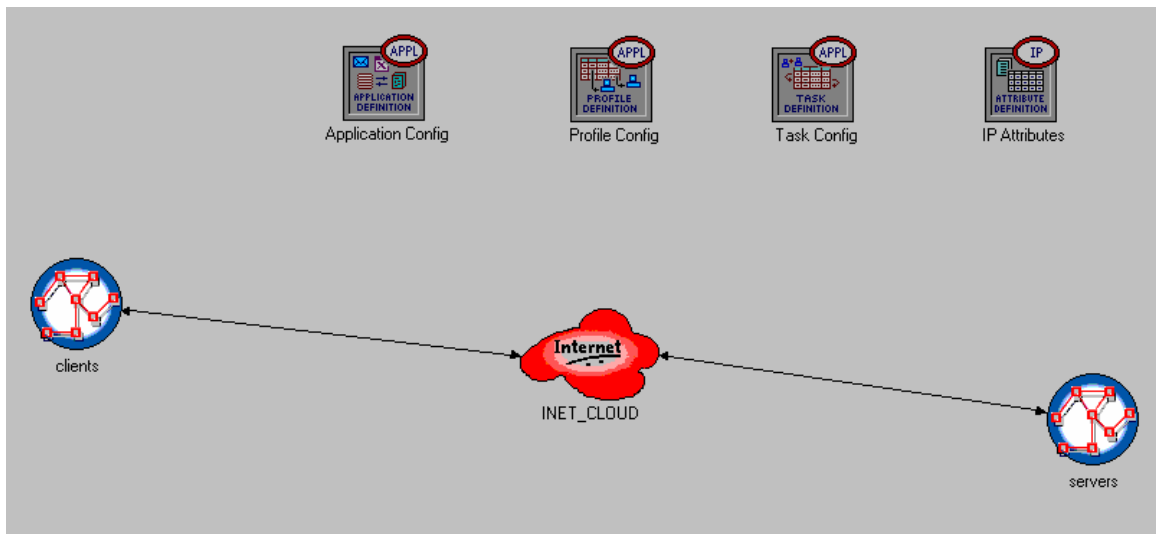 APPL
APPLICATION
DEFINITION
Application Config
APPL
PROFILE
DEFINITION
Profile Config
APPL
TASK
DEFINITION
Task Config
IP
ATTRIBUTE
DEFINITION
IP Attributes
clients
Internet
INET_CLOUD
servers